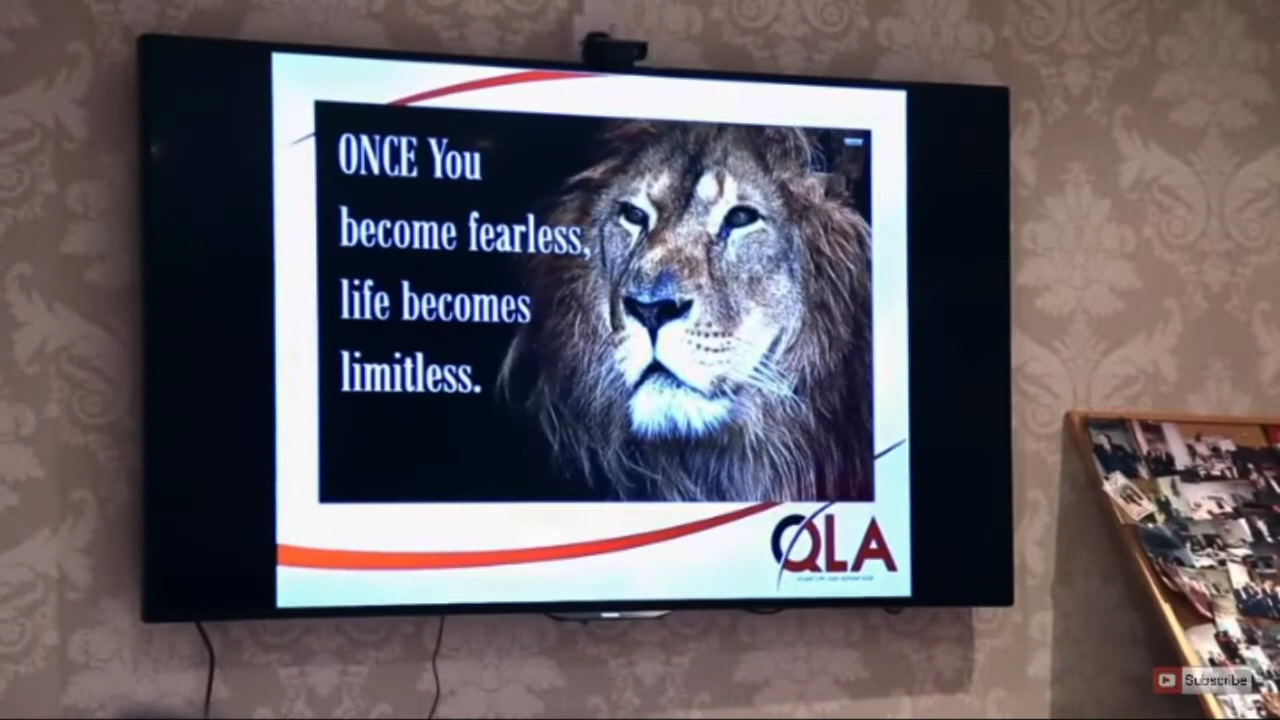 ONCE You
become fearless,
life becomes
limitless.
QLA
Subscribe